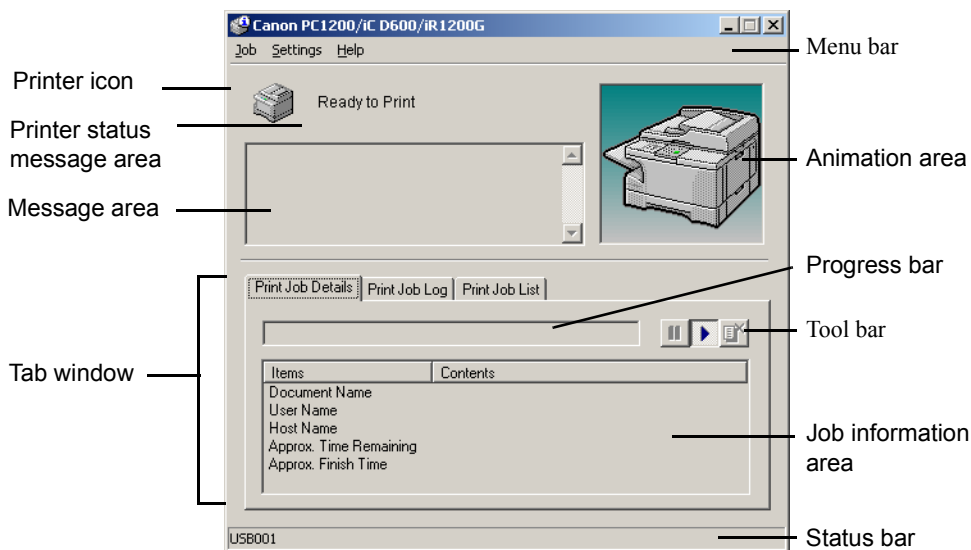 Canon PC1200/iC D600/iR1200G
Job Settings Help
Menu bar
Printer icon
Ready to Print
Printer status
message area
Animation area
Message area
Progress bar
Print Job Details Print Job Log Print Job List
Tool bar
Tab window
Items Contents
Document Name
User Name
Host Name
Approx. Time Remaining
Approx. Finish Time
Job information
area
USB001
Status bar